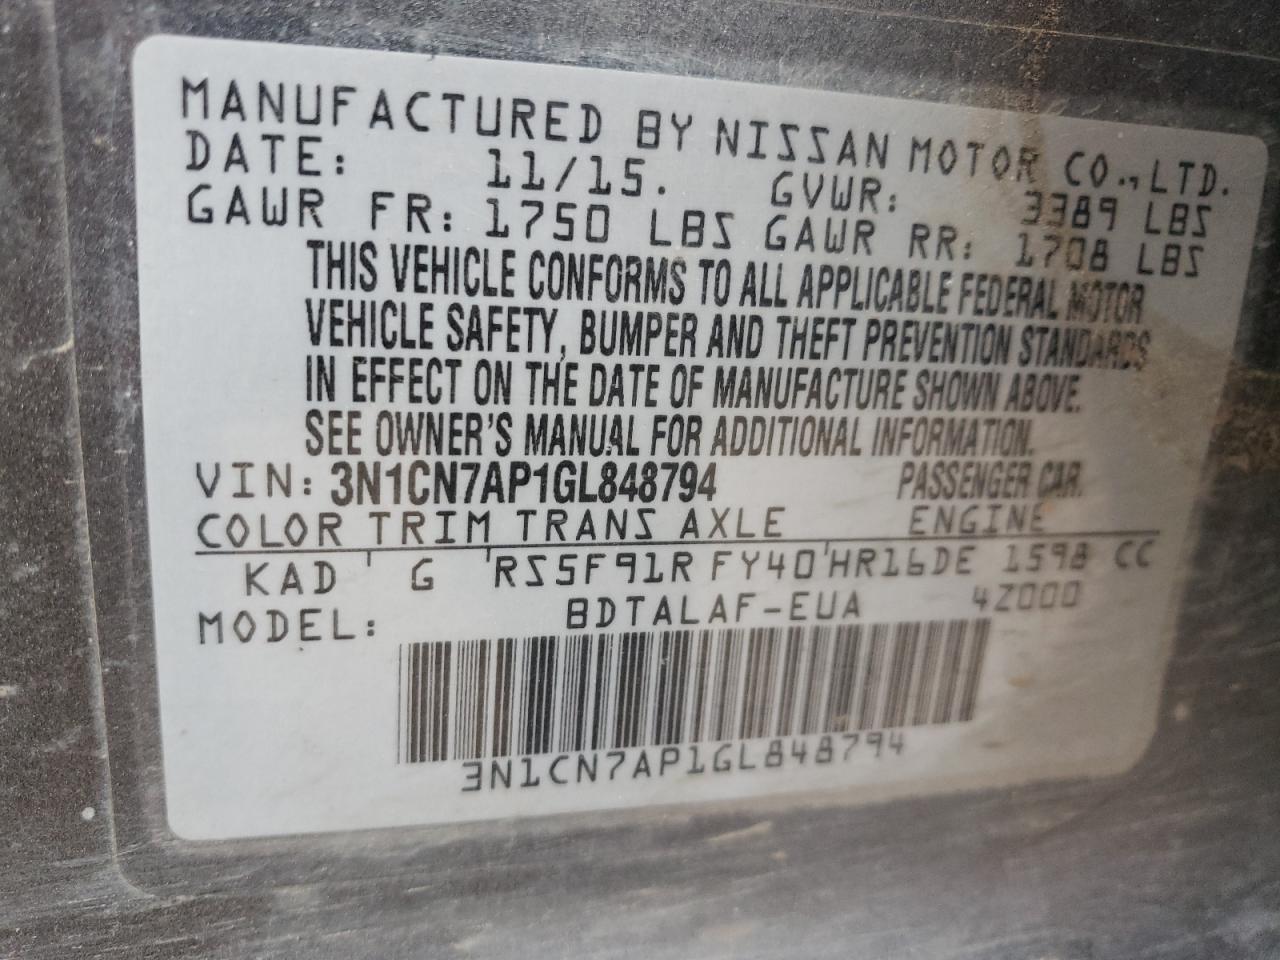 MANUFACTURED BY NISSAN MOTOR CO.,LTD.
DATE: 11/15. GVWR: 3389 LBS
GAWR FR: 1750 LBS GAWR RR: 1708 LBS
THIS VEHICLE CONFORMS TO ALL APPLICABLE FEDERAL MOTOR
VEHICLE SAFETY, BUMPER AND THEFT PREVENTION STANDARDS
IN EFFECT ON THE DATE OF MANUFACTURE SHOWN ABOVE.
SEE OWNER'S MANUAL FOR ADDITIONAL INFORMATION.
VIN: 3N1CN7AP1GL848794 PASSENGER CAR.
COLOR TRIM TRANS AXLE ENGINE
KAD G RS5F91R FY40 HR16DE 1598 CC
MODEL: BDTALAF-EUA 4Z000
3N1CN7AP1GL848794